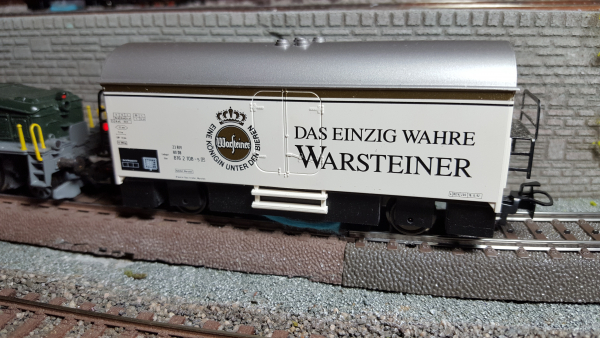 EINE KÖNIGIN UNTER DEN BIEREN
Warsteiner
DAS EINZIG WAHRE
WARSTEINER